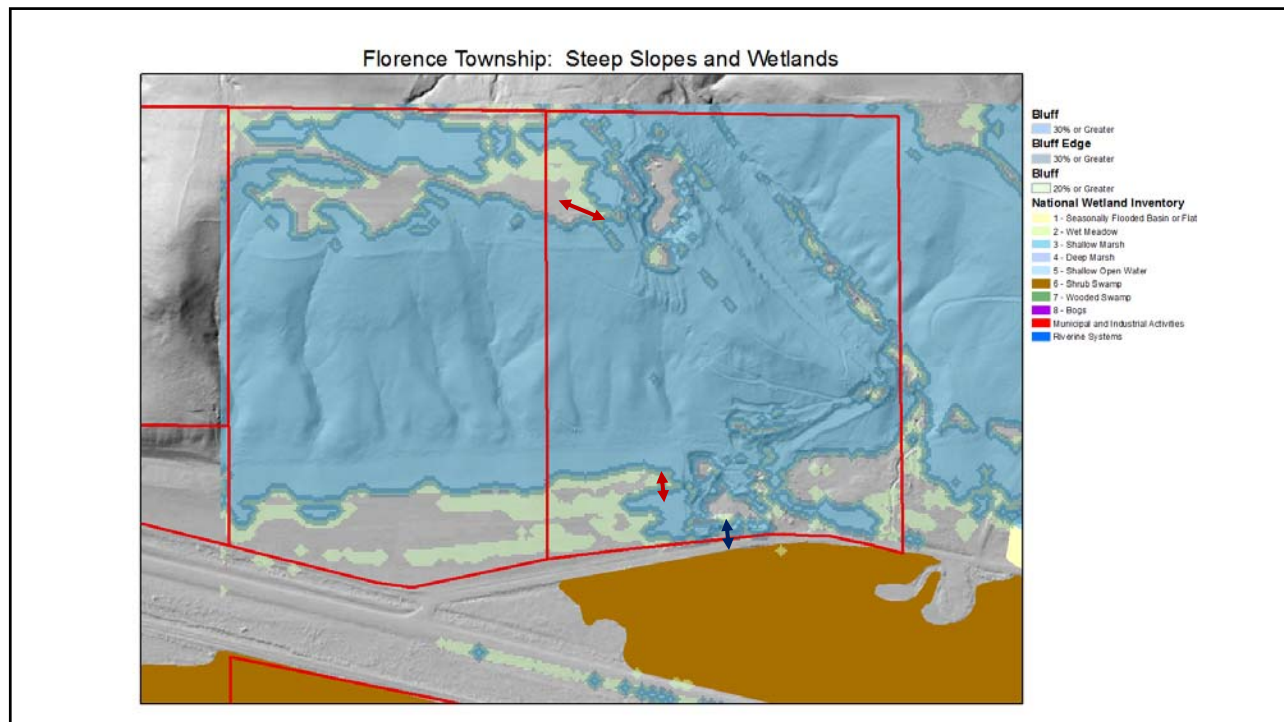 Florence Township: Steep Slopes and Wetlands
Bluff
30% or Greater
Bluff Edge
30% or Greater
Bluff
20% or Greater
National Wetland Inventory
1 - Seasonally Flooded Basin or Flat
2 - Wet Meadow
3 - Shallow Marsh
4 - Deep Marsh
5 - Shallow Open Water
6 - Shrub Swamp
7 - Wooded Swamp
8 - Bogs
Municipal and Industrial Activities
Riverine Systems